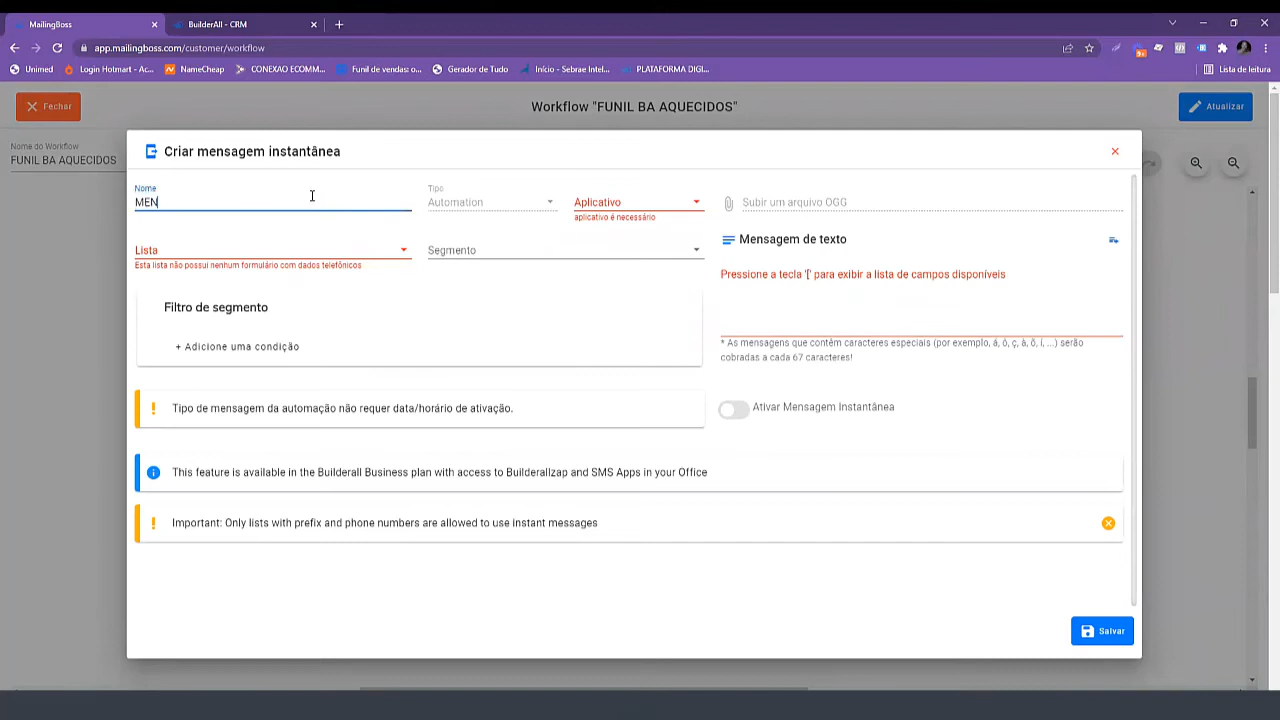 MailingBoss
BuilderAll - CRM
app.mailingboss.com/customer/workflow
Unimed
Login Hotmart - Ac...
NameCheap
CONEXAO ECOMM...
Funil de vendas: o...
Gerador de Tudo
Início - Sebrae Intel...
PLATAFORMA DIGI...
Lista de leitura
Fechar
Workflow "FUNIL BA AQUECIDOS"
Atualizar
Nome do Workflow
FUNIL BA AQUECIDOS
Criar mensagem instantânea
Nome
MEN
Tipo
Automation
Aplicativo
aplicativo é necessário
Subir um arquivo OGG
Lista
Esta lista não possui nenhum formulário com dados telefônicos
Segmento
Mensagem de texto
Pressione a tecla '[' para exibir a lista de campos disponíveis
Filtro de segmento
+ Adicione uma condição
* As mensagens que contêm caracteres especiais (por exemplo, á, ó, ç, à, õ, í, ...) serão
cobradas a cada 67 caracteres!
Tipo de mensagem da automação não requer data/horário de ativação.
Ativar Mensagem Instantânea
This feature is available in the Builderall Business plan with access to Builderallzap and SMS Apps in your Office
Important: Only lists with prefix and phone numbers are allowed to use instant messages
Salvar